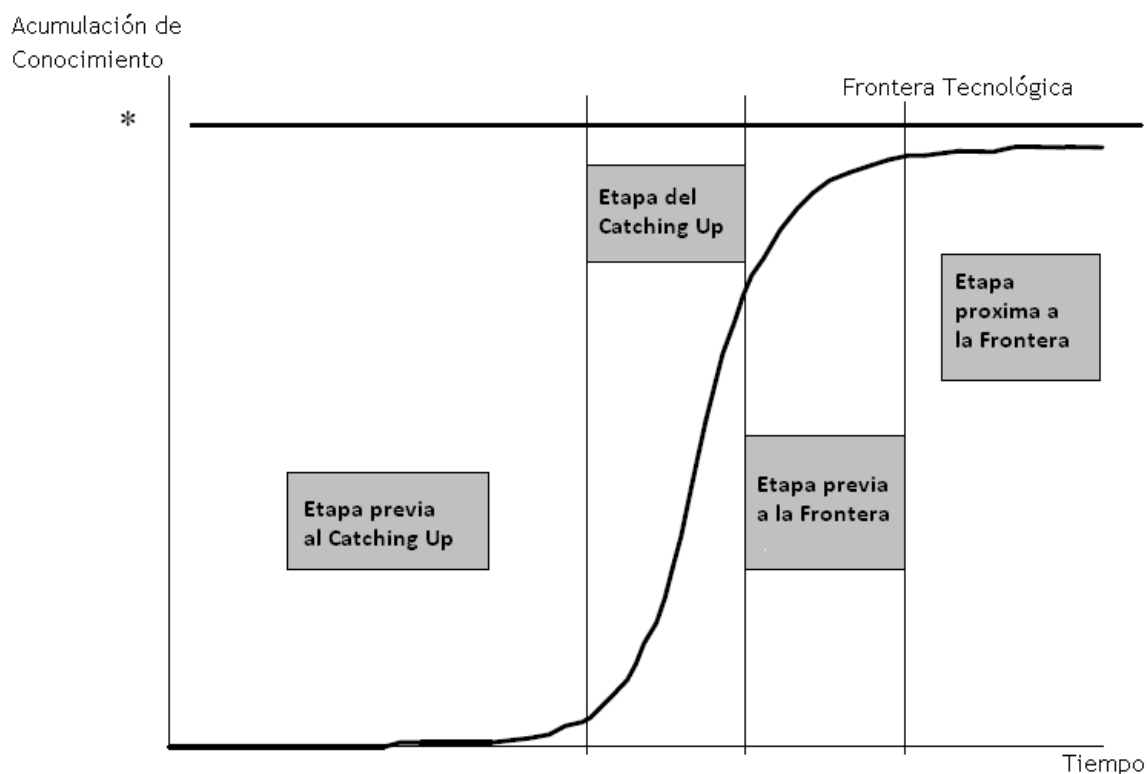 Acumulación de
Conocimiento
Frontera Tecnológica
*
Etapa del
Catching Up
Etapa
proxima a
la Frontera
Etapa previa
al Catching Up
Etapa previa
a la Frontera
Tiempo